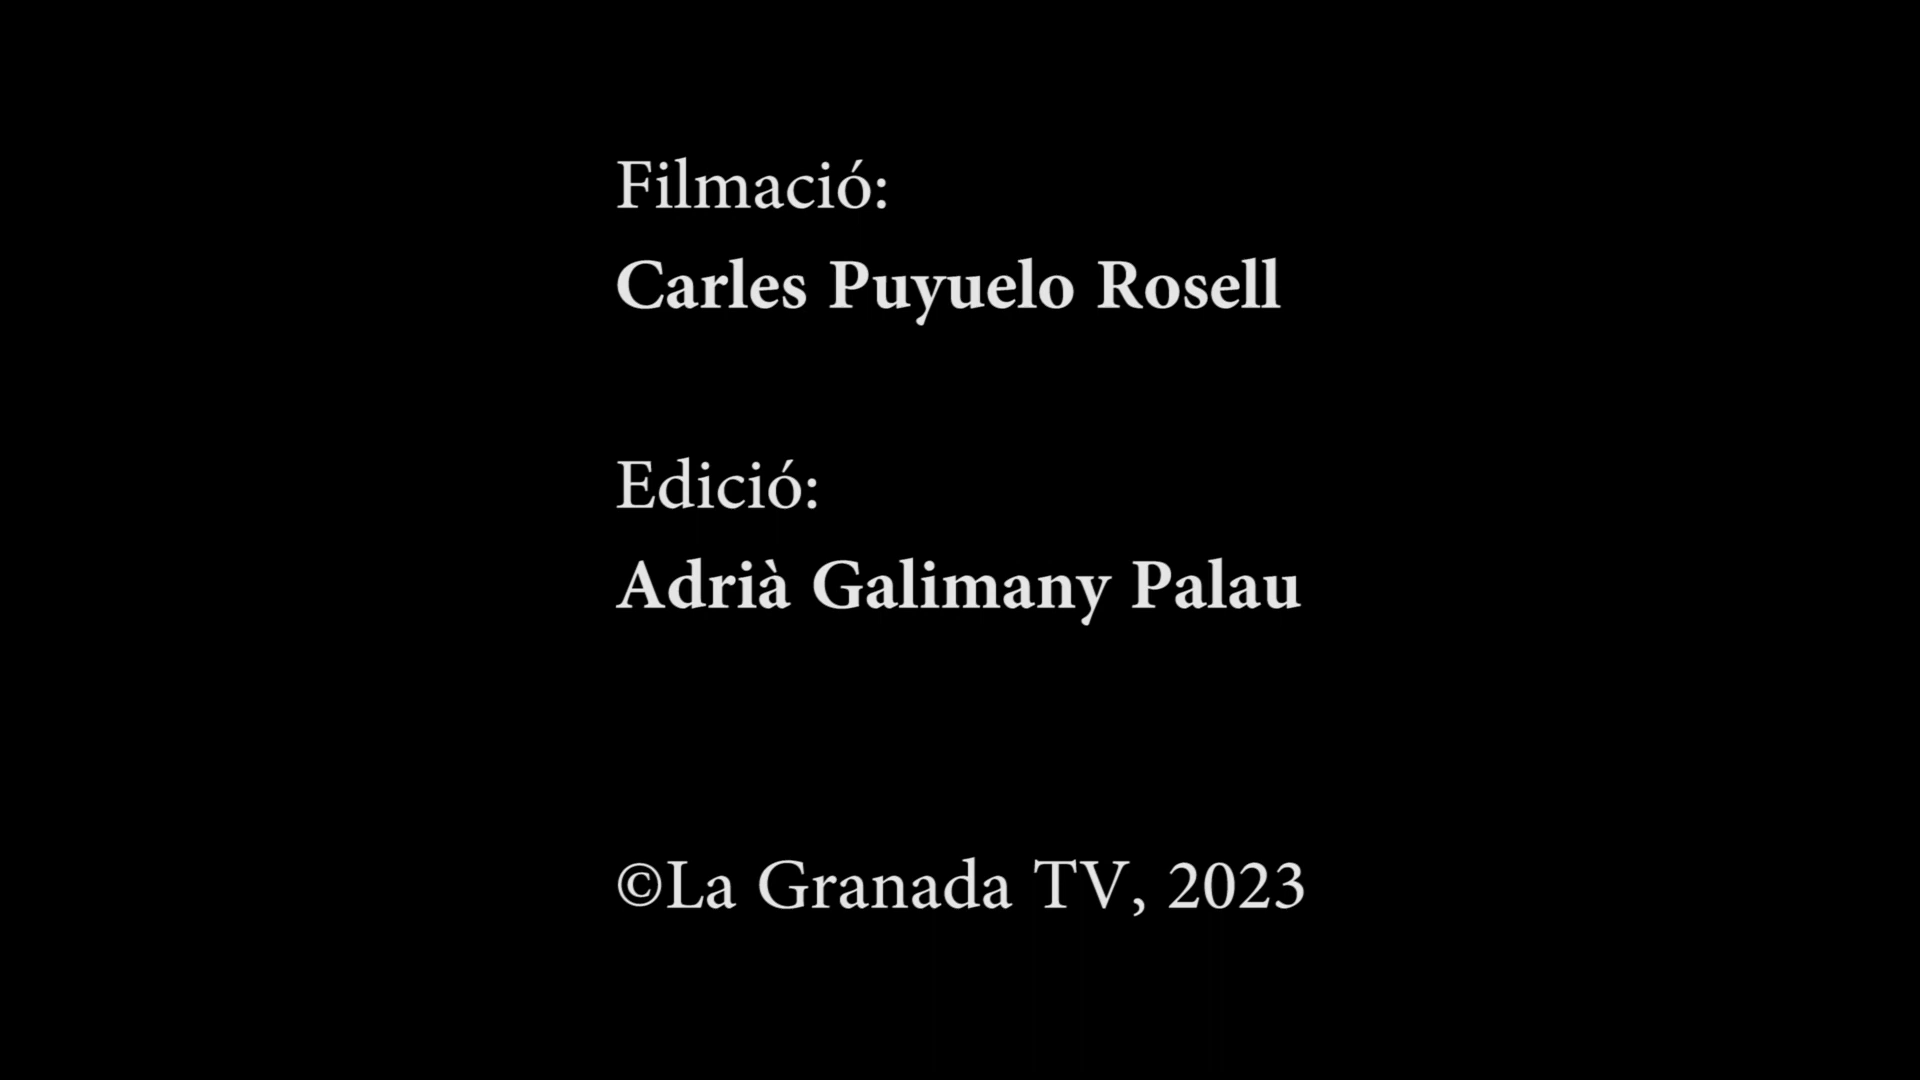 Filmació:
Carles Puyuelo Rosell
Edició:
Adrià Galimany Palau
©La Granada TV, 2023